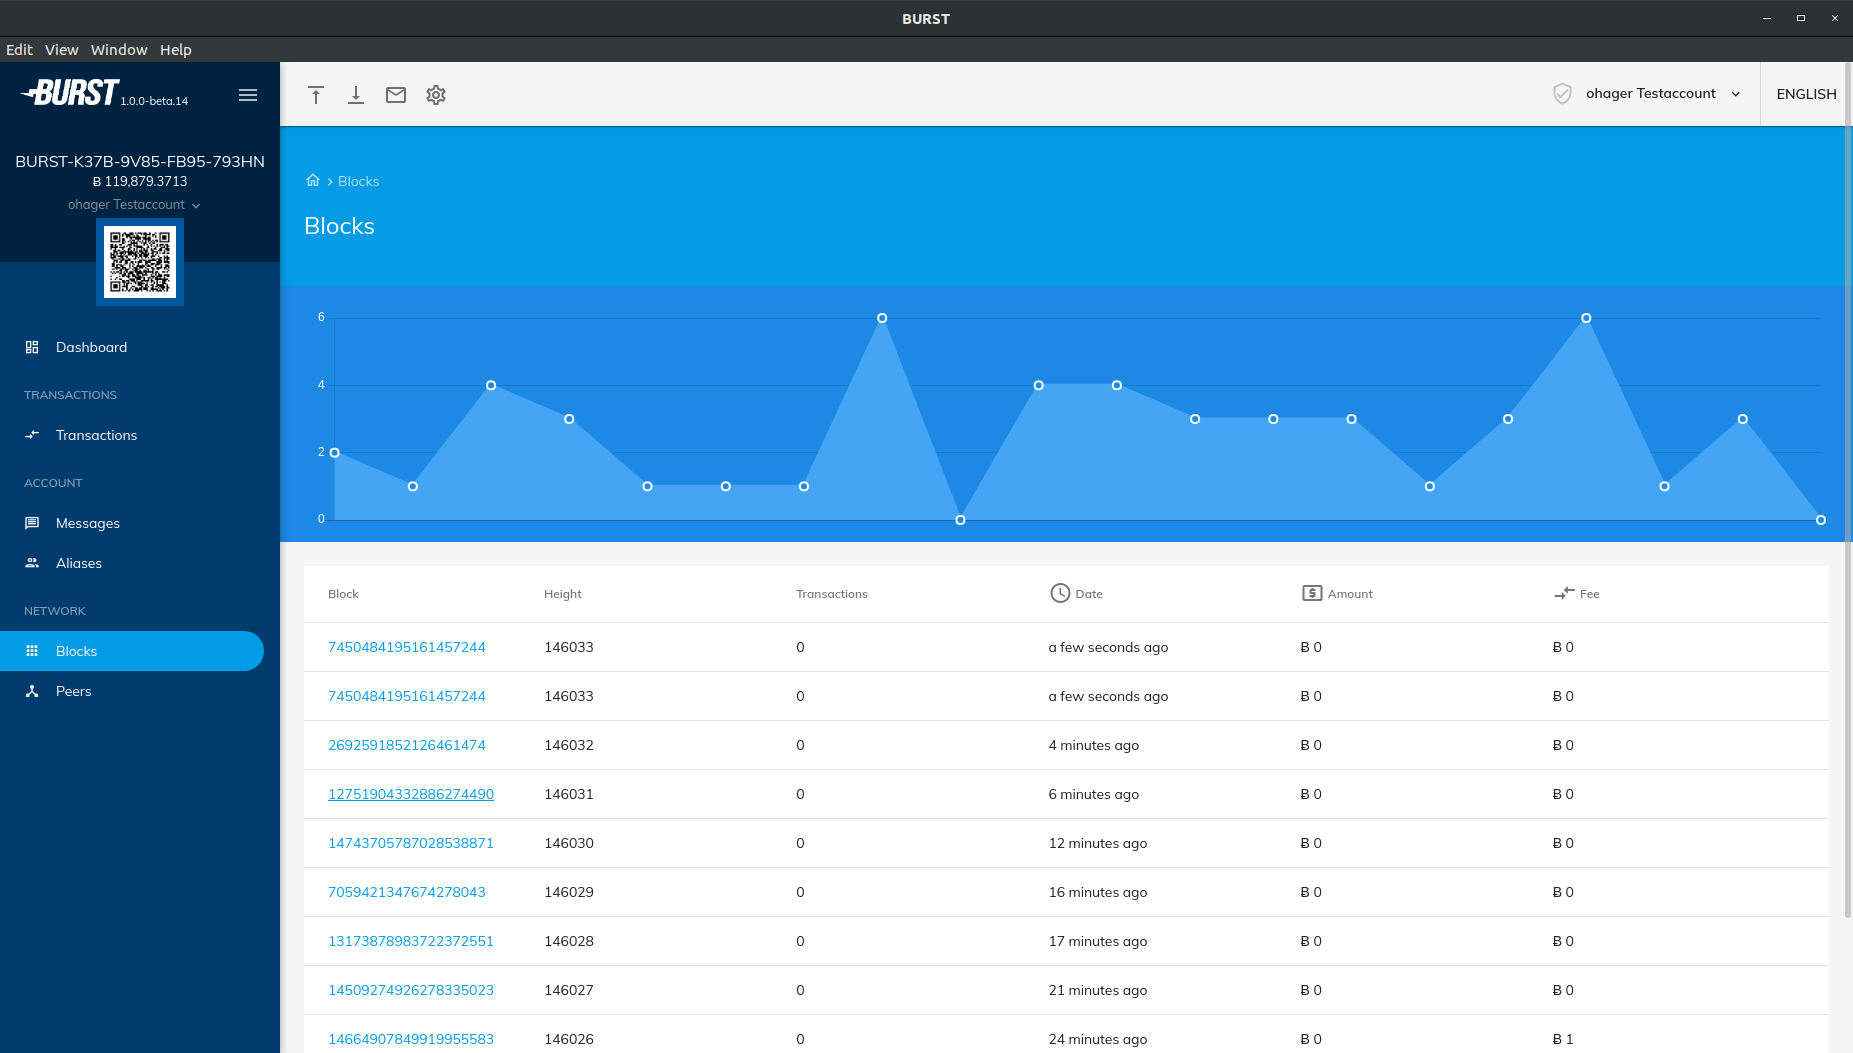 BURST
Edit View Window Help
BURST 1.0.0-beta.14
ohager Testaccount
ENGLISH
BURST-K37B-9V85-FB95-793HN
Ƀ 119,879.3713
ohager Testaccount
Dashboard
TRANSACTIONS
Transactions
ACCOUNT
Messages
Aliases
NETWORK
Blocks
Peers
Blocks
Blocks
6
4
2
0
Block Height Transactions Date Amount Fee
7450484195161457244 146033 0 a few seconds ago Ƀ 0 Ƀ 0
7450484195161457244 146033 0 a few seconds ago Ƀ 0 Ƀ 0
2692591852126461474 146032 0 4 minutes ago Ƀ 0 Ƀ 0
12751904332886274490 146031 0 6 minutes ago Ƀ 0 Ƀ 0
14743705787028538871 146030 0 12 minutes ago Ƀ 0 Ƀ 0
7059421347674278043 146029 0 16 minutes ago Ƀ 0 Ƀ 0
13173878983722372551 146028 0 17 minutes ago Ƀ 0 Ƀ 0
14509274926278335023 146027 0 21 minutes ago Ƀ 0 Ƀ 0
14664907849919955583 146026 0 24 minutes ago Ƀ 0 Ƀ 1